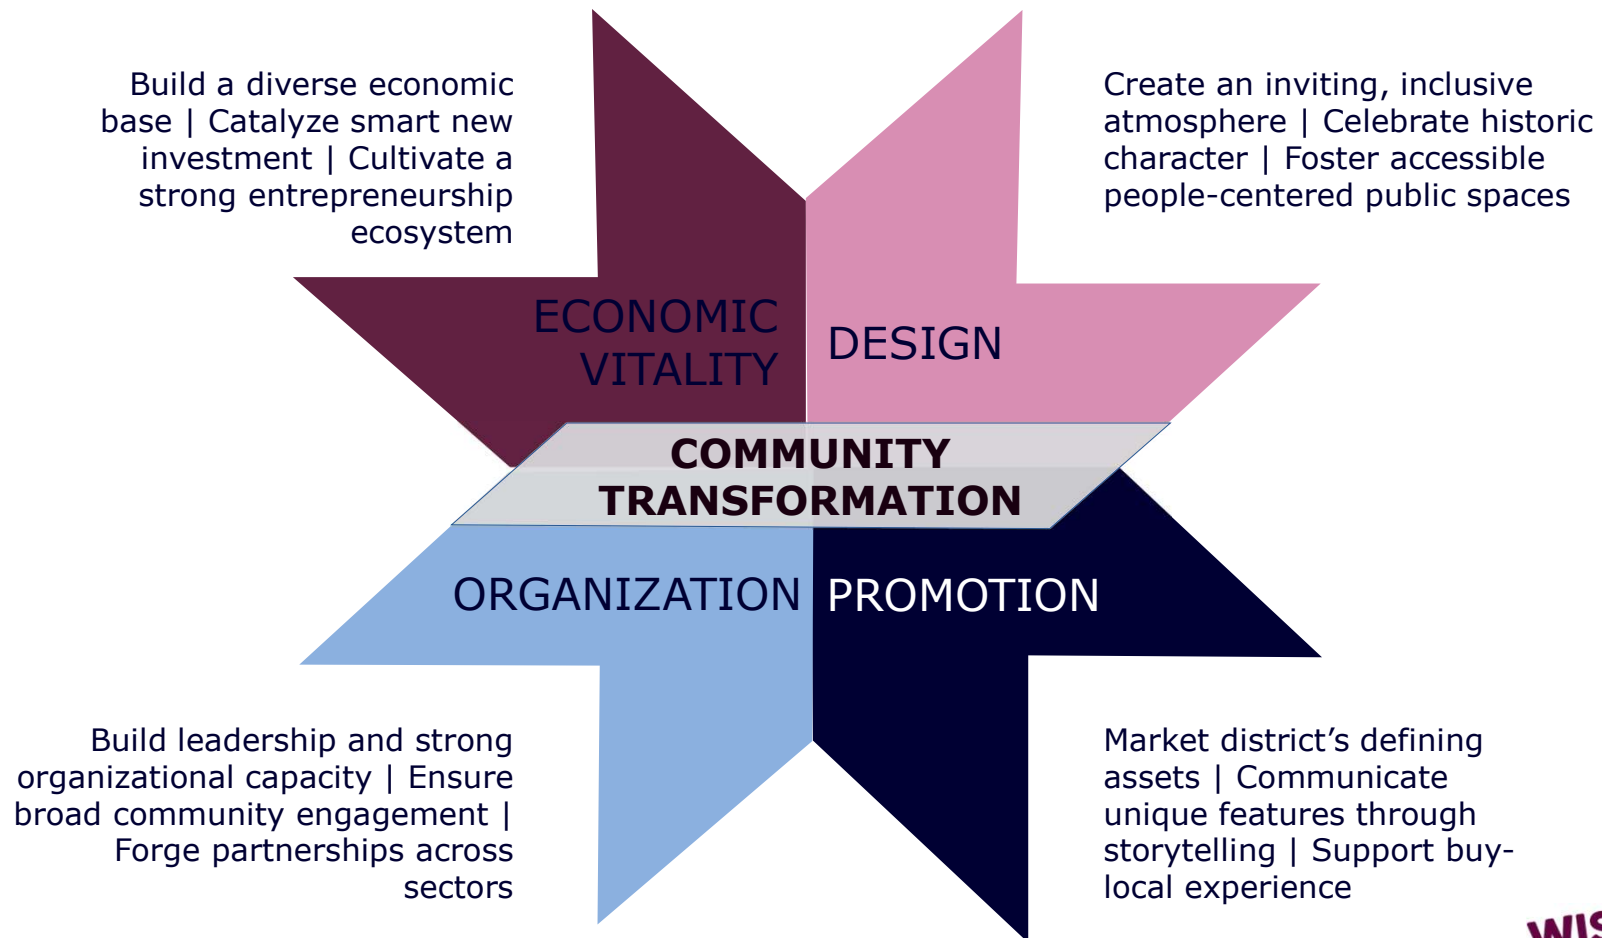 Build a diverse economic
base | Catalyze smart new
investment | Cultivate a
strong entrepreneurship
ecosystem
Create an inviting, inclusive
atmosphere | Celebrate historic
character | Foster accessible
people-centered public spaces
ECONOMIC
VITALITY
DESIGN
COMMUNITY
TRANSFORMATION
ORGANIZATION
PROMOTION
Build leadership and strong
organizational capacity | Ensure
broad community engagement |
Forge partnerships across
sectors
Market district’s defining
assets | Communicate
unique features through
storytelling | Support buy-
local experience